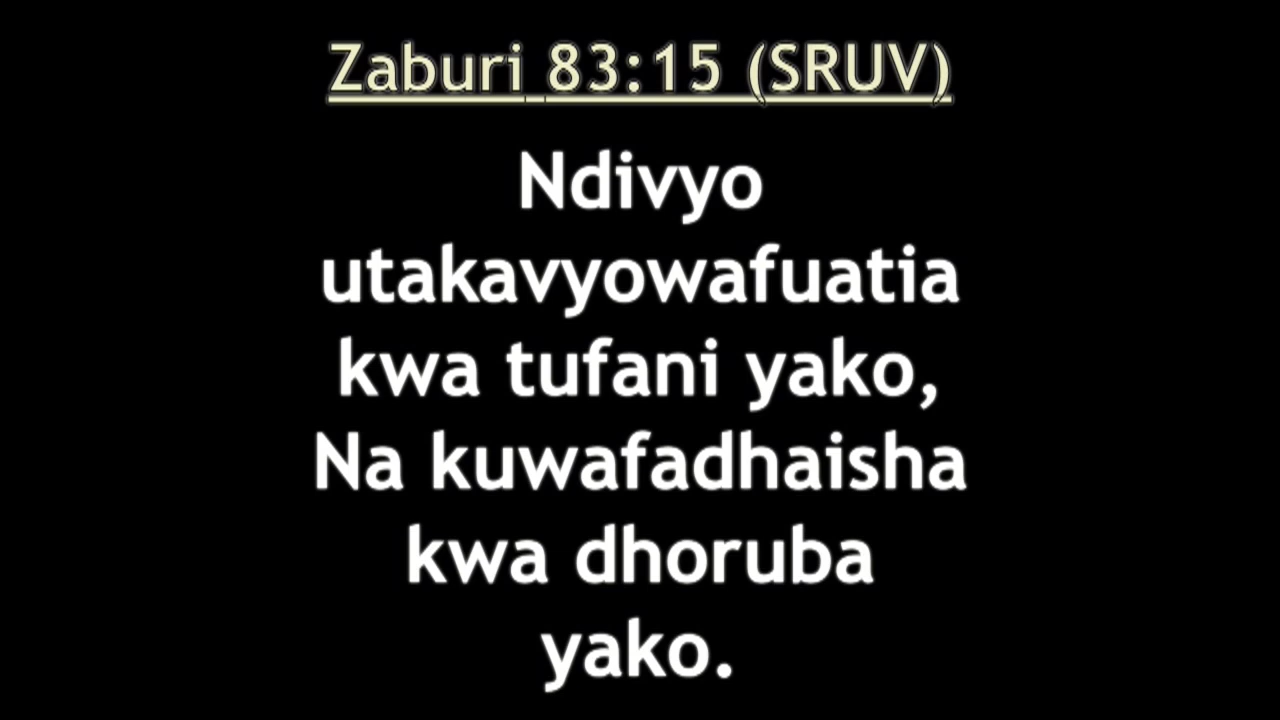 Zaburi 83:15 (SRUV)
Ndivyo
utakavyowafuatia
kwa tufani yako,
Na kuwafadhaisha
kwa dhoruba
yako.